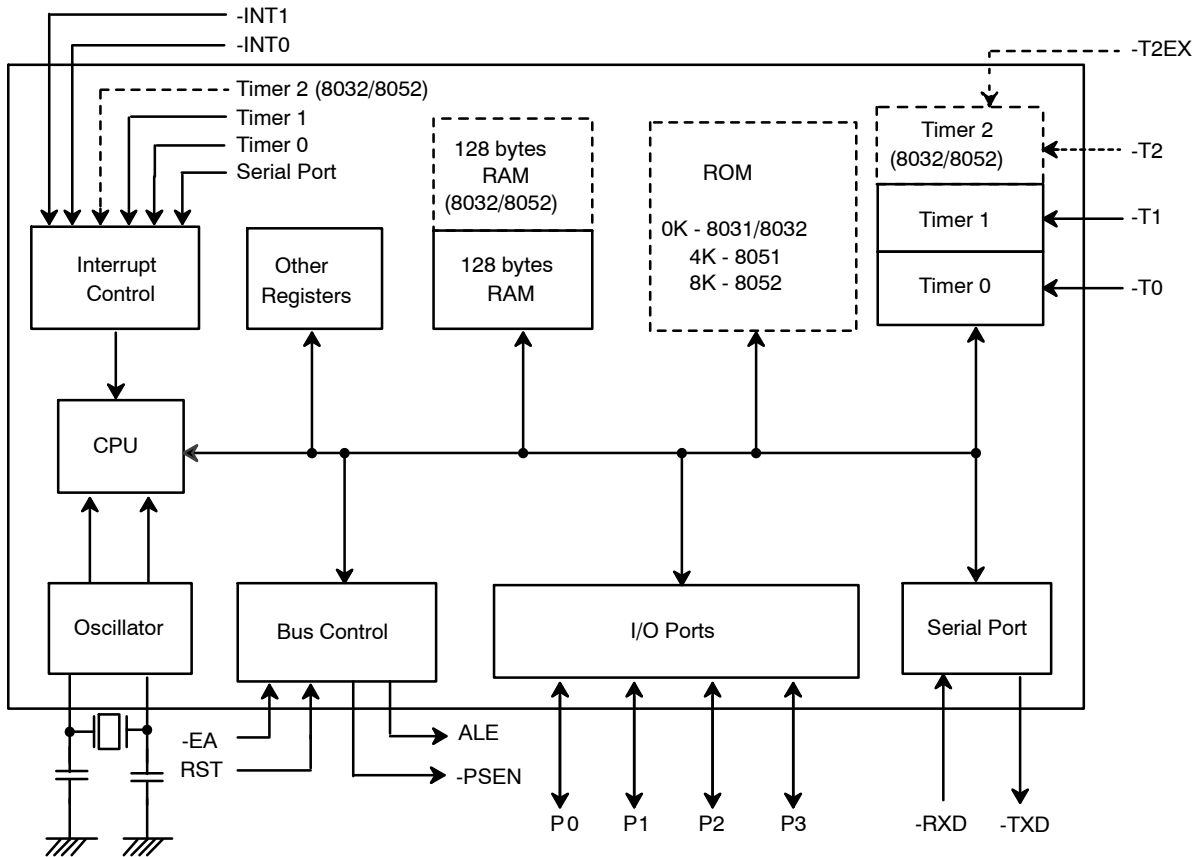 -INT1
-INT0
-T2EX
Timer 2 (8032/8052)
Timer 1
Timer 0
Serial Port
128 bytes
RAM
(8032/8052)
ROM
0K - 8031/8032
4K - 8051
8K - 8052
Timer 2
(8032/8052)
-T2
Timer 1
-T1
Timer 0
-T0
Interrupt
Control
Other
Registers
128 bytes
RAM
CPU
Oscillator
Bus Control
I/O Ports
Serial Port
-EA
RST
ALE
-PSEN
P0
P1
P2
P3
-RXD
-TXD